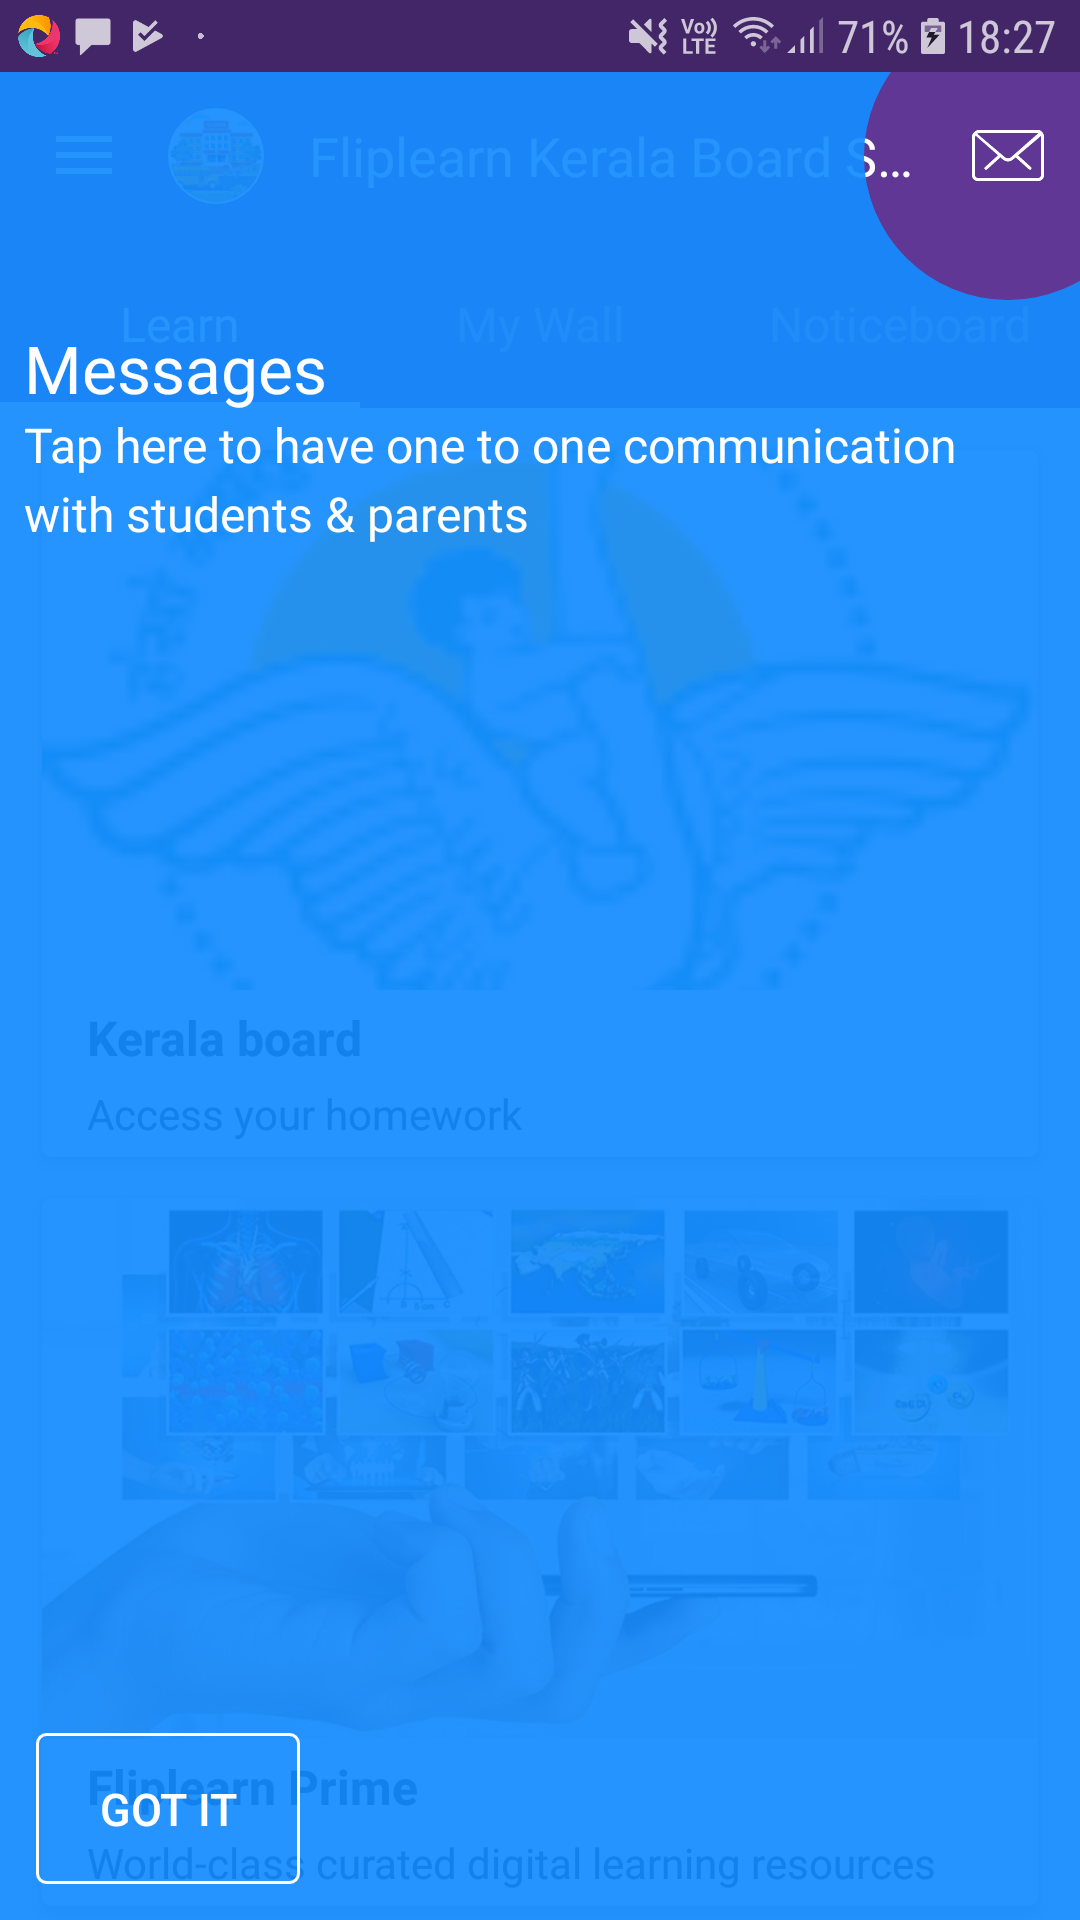 Vo)) LTE 71% 18:27
Fliplearn Kerala Board S...
Learn My Wall Noticeboard
Messages
Tap here to have one to one communication
with students & parents
Kerala board
Access your homework
Fliplearn Prime
GOT IT
World-class curated digital learning resources